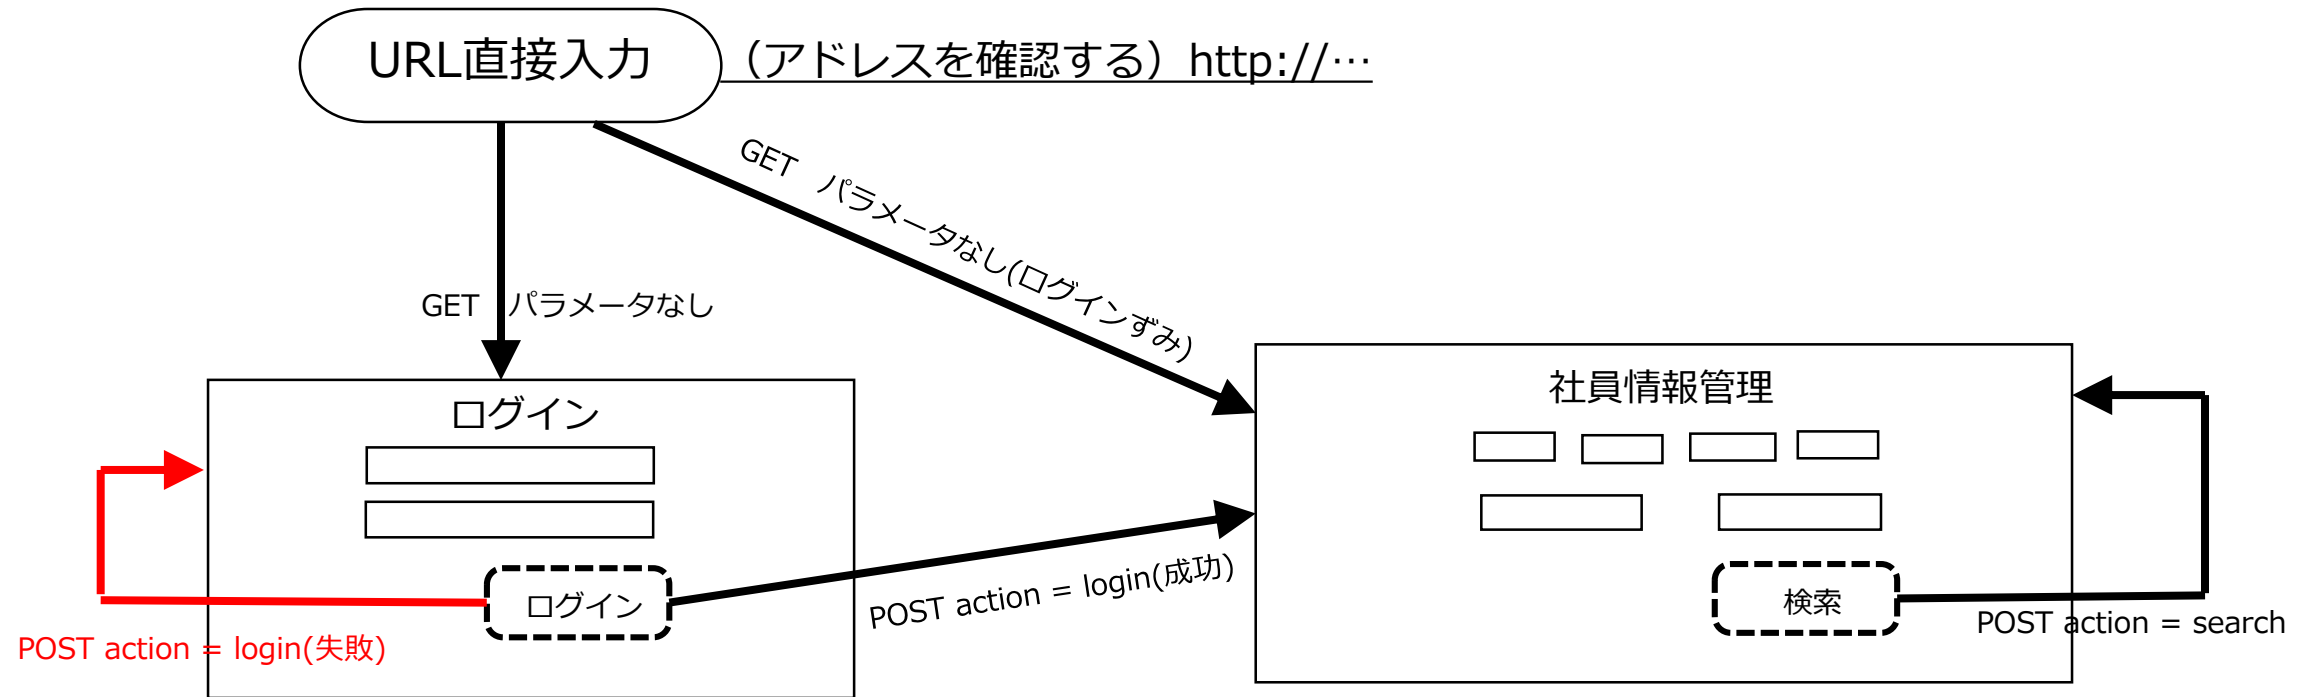 URL直接入力
（アドレスを確認する）http://…
GET　パラメータなし(ログインずみ)
GET　パラメータなし
ログイン
社員情報管理
ログイン
POST action = login(成功)
検索
POST action = search
POST action = login(失敗)